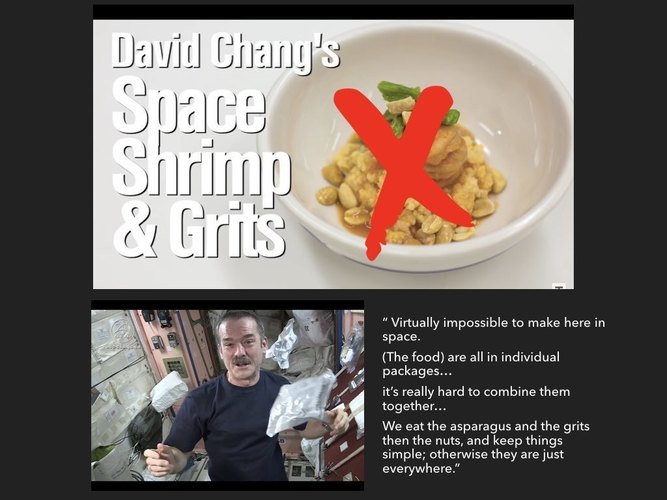 David Chang's
Space
Shrimp
& Grits
“ Virtually impossible to make here in
space.
(The food) are all in individual
packages…
it’s really hard to combine them
together…
We eat the asparagus and the grits
then the nuts, and keep things
simple; otherwise they are just
everywhere.”